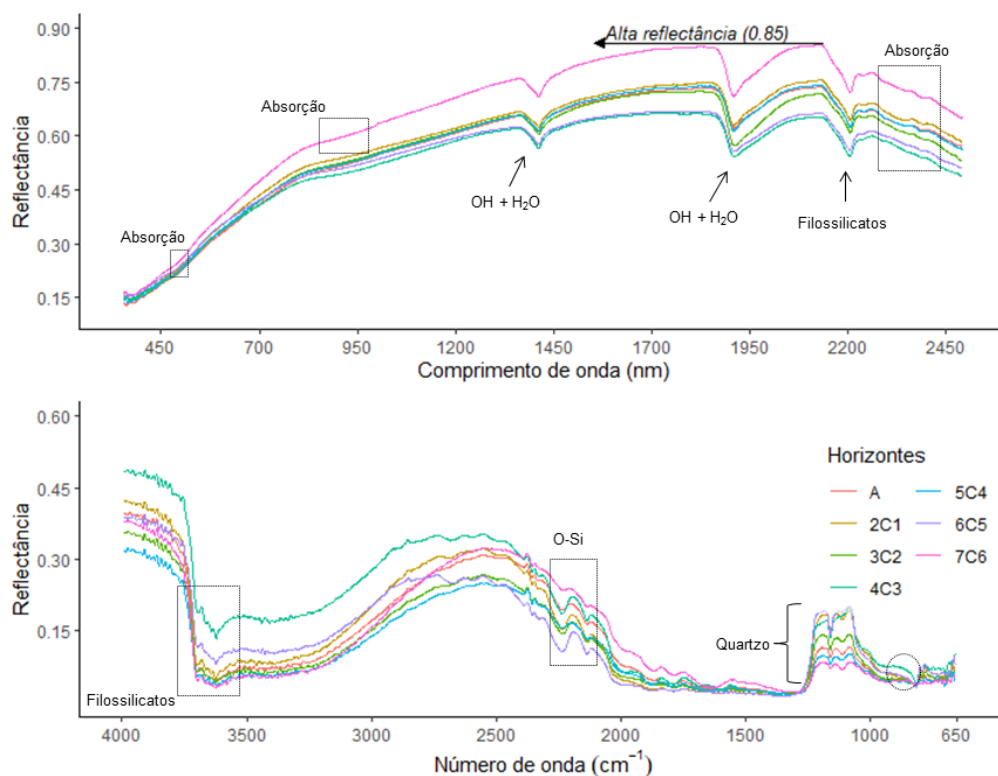 0.90
0.75
0.60
0.45
0.30
0.15
Reflectância
Alta reflectância (0.85)
Absorção
Absorção
Absorção
OH + H₂O
OH + H₂O
Filossilicatos
450 700 950 1200 1450 1700 1950 2200 2450
Comprimento de onda (nm)
0.60
0.45
0.30
0.15
Reflectância
O-Si
Filossilicatos
Quartzo
Horizontes
A 5C4
2C1 6C5
3C2 7C6
4C3
4000 3500 3000 2500 2000 1500 1000 650
Número de onda (cm⁻¹)